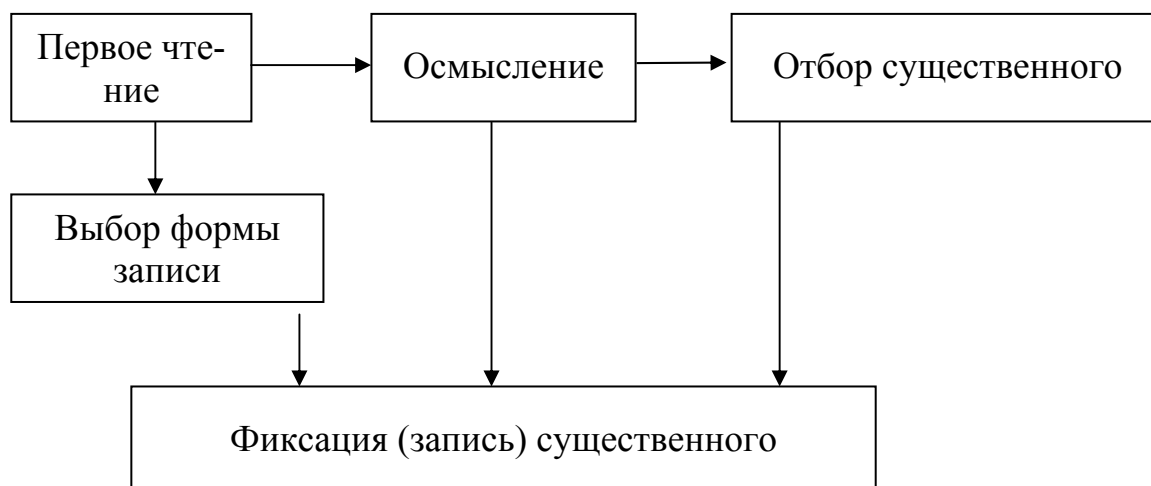 Первое чте-
ние
Осмысление
Отбор существенного
Выбор формы
записи
Фиксация (запись) существенного